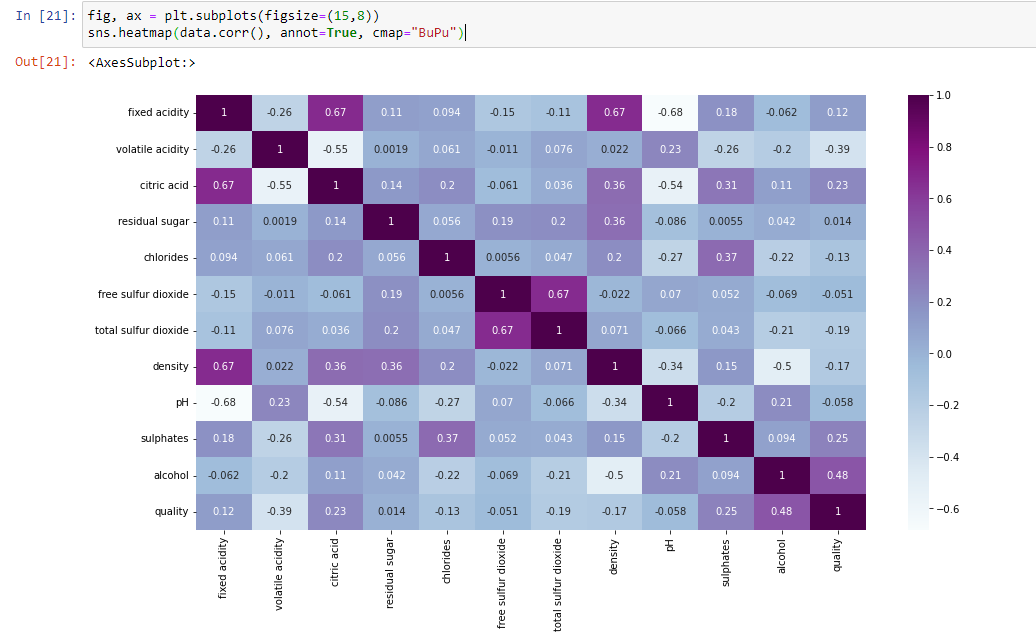 In [21]: fig, ax = plt.subplots(figsize=(15,8))
sns.heatmap(data.corr(), annot=True, cmap="BuPu")
Out[21]: <AxesSubplot:>
fixed acidity 1 -0.26 0.67 0.11 0.094 -0.15 -0.11 0.67 -0.68 0.18 -0.062 0.12
volatile acidity -0.26 1 -0.55 0.0019 0.061 -0.011 0.076 0.022 0.23 -0.26 -0.2 -0.39
citric acid 0.67 -0.55 1 0.14 0.2 -0.061 0.036 0.36 -0.54 0.31 0.11 0.23
residual sugar 0.11 0.0019 0.14 1 0.056 0.19 0.2 0.36 -0.086 0.0055 0.042 0.014
chlorides 0.094 0.061 0.2 0.056 1 0.0056 0.047 0.2 -0.27 0.37 -0.22 -0.13
free sulfur dioxide -0.15 -0.011 -0.061 0.19 0.0056 1 0.67 -0.022 0.07 0.052 -0.069 -0.051
total sulfur dioxide -0.11 0.076 0.036 0.2 0.047 0.67 1 0.071 -0.066 0.043 -0.21 -0.19
density 0.67 0.022 0.36 0.36 0.2 -0.022 0.071 1 -0.34 0.15 -0.5 -0.17
pH -0.68 0.23 -0.54 -0.086 -0.27 0.07 -0.066 -0.34 1 -0.2 0.21 -0.058
sulphates 0.18 -0.26 0.31 0.0055 0.37 0.052 0.043 0.15 -0.2 1 0.094 0.25
alcohol -0.062 -0.2 0.11 0.042 -0.22 -0.069 -0.21 -0.5 0.21 0.094 1 0.48
quality 0.12 -0.39 0.23 0.014 -0.13 -0.051 -0.19 -0.17 -0.058 0.25 0.48 1
fixed acidity
volatile acidity
citric acid
residual sugar
chlorides
free sulfur dioxide
total sulfur dioxide
density
pH
sulphates
alcohol
quality
1.0
0.8
0.6
0.4
0.2
0.0
−0.2
−0.4
−0.6